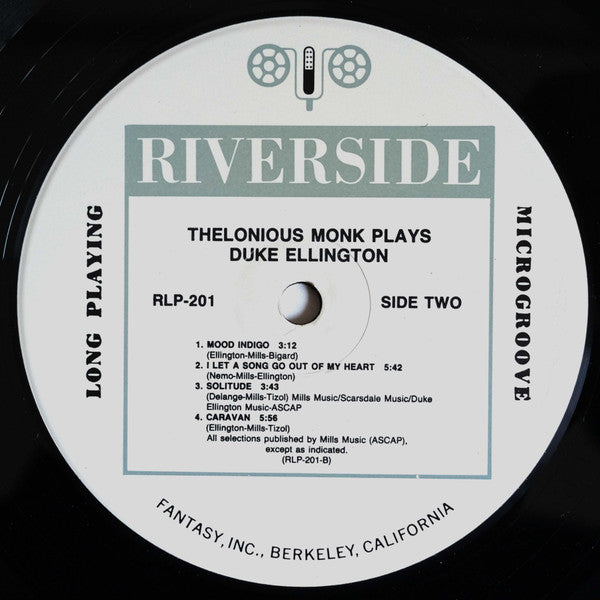 RIVERSIDE
LONG PLAYING
MICROGROOVE
THELONIOUS MONK PLAYS
DUKE ELLINGTON
RLP-201 SIDE TWO
1. MOOD INDIGO 3:12
(Ellington-Mills-Bigard)
2. I LET A SONG GO OUT OF MY HEART 5:42
(Nemo-Mills-Ellington)
3. SOLITUDE 3:43
(Delange-Mills-Tizol) Mills Music/Scarsdale Music/Duke
Ellington Music-ASCAP
4. CARAVAN 5:56
(Ellington-Mills-Tizol)
All selections published by Mills Music (ASCAP),
except as indicated.
(RLP-201-B)
FANTASY, INC., BERKELEY, CALIFORNIA